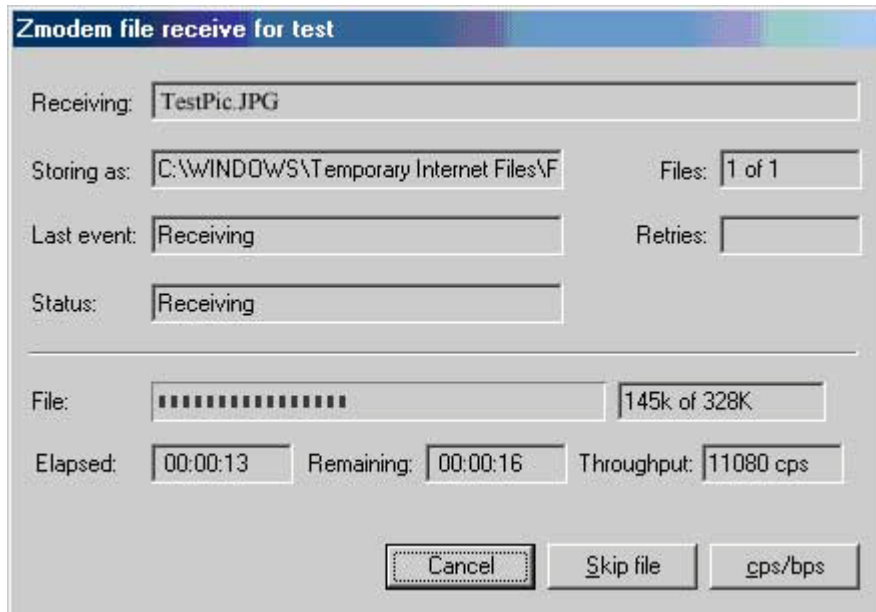 Zmodem file receive for test
Receiving: TestPic.JPG
Storing as: C:\WINDOWS\Temporary Internet Files\F Files: 1 of 1
Last event: Receiving Retries:
Status: Receiving
File: 145k of 328K
Elapsed: 00:00:13 Remaining: 00:00:16 Throughput: 11080 cps
Cancel Skip file cps/bps